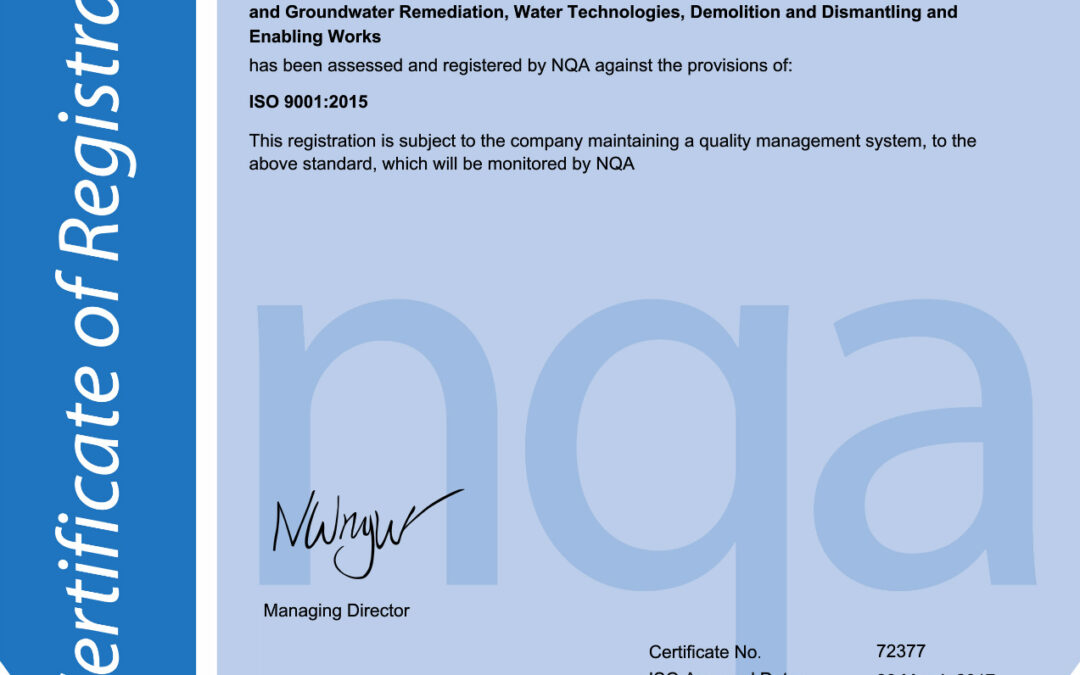 Certificate of Registra
and Groundwater Remediation, Water Technologies, Demolition and Dismantling and
Enabling Works
has been assessed and registered by NQA against the provisions of:
ISO 9001:2015
This registration is subject to the company maintaining a quality management system, to the
above standard, which will be monitored by NQA
nqa
Managing Director
Certificate No. 72377